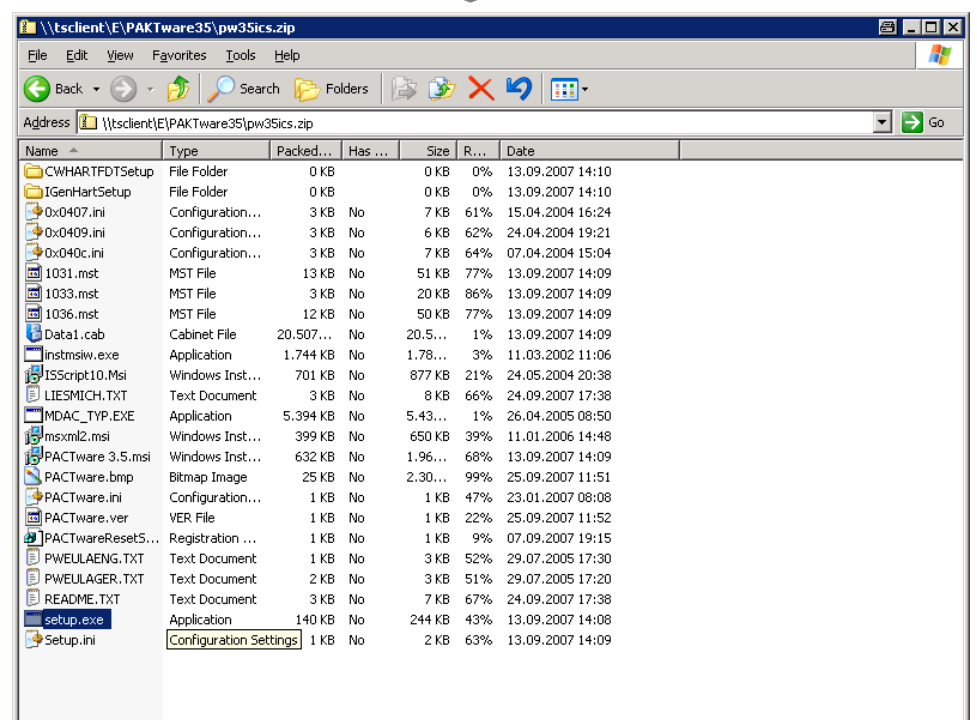 \\tsclient\E\PAKTware35\pw35ics.zip
File Edit View Favorites Tools Help
Back Search Folders
Address \\tsclient\E\PAKTware35\pw35ics.zip Go
Name Type Packed... Has ... Size R... Date
CWHARTFDTSetup File Folder 0 KB 0 KB 0% 13.09.2007 14:10
IGenHartSetup File Folder 0 KB 0 KB 0% 13.09.2007 14:10
0x0407.ini Configuration... 3 KB No 7 KB 61% 15.04.2004 16:24
0x0409.ini Configuration... 3 KB No 6 KB 62% 24.04.2004 19:21
0x040c.ini Configuration... 3 KB No 7 KB 64% 07.04.2004 15:04
1031.mst MST File 13 KB No 51 KB 77% 13.09.2007 14:09
1033.mst MST File 3 KB No 20 KB 86% 13.09.2007 14:09
1036.mst MST File 12 KB No 50 KB 77% 13.09.2007 14:09
Data1.cab Cabinet File 20.507... No 20.5... 1% 13.09.2007 14:09
instmsiw.exe Application 1.744 KB No 1.78... 3% 11.03.2002 11:06
ISScript10.Msi Windows Inst... 701 KB No 877 KB 21% 24.05.2004 20:38
LIESMICH.TXT Text Document 3 KB No 8 KB 66% 24.09.2007 17:38
MDAC_TYP.EXE Application 5.394 KB No 5.43... 1% 26.04.2005 08:50
msxml2.msi Windows Inst... 399 KB No 650 KB 39% 11.01.2006 14:48
PACTware 3.5.msi Windows Inst... 632 KB No 1.96... 68% 13.09.2007 14:09
PACTware.bmp Bitmap Image 25 KB No 2.30... 99% 25.09.2007 11:51
PACTware.ini Configuration... 1 KB No 1 KB 47% 23.01.2007 08:08
PACTware.ver VER File 1 KB No 1 KB 22% 25.09.2007 11:52
PACTwareResetS... Registration ... 1 KB No 1 KB 9% 07.09.2007 19:15
PWEULAENG.TXT Text Document 1 KB No 3 KB 52% 29.07.2005 17:30
PWEULAGER.TXT Text Document 2 KB No 3 KB 51% 29.07.2005 17:20
README.TXT Text Document 3 KB No 7 KB 67% 24.09.2007 17:38
setup.exe Application 140 KB No 244 KB 43% 13.09.2007 14:08
Setup.ini Configuration Settings 1 KB No 2 KB 63% 13.09.2007 14:09